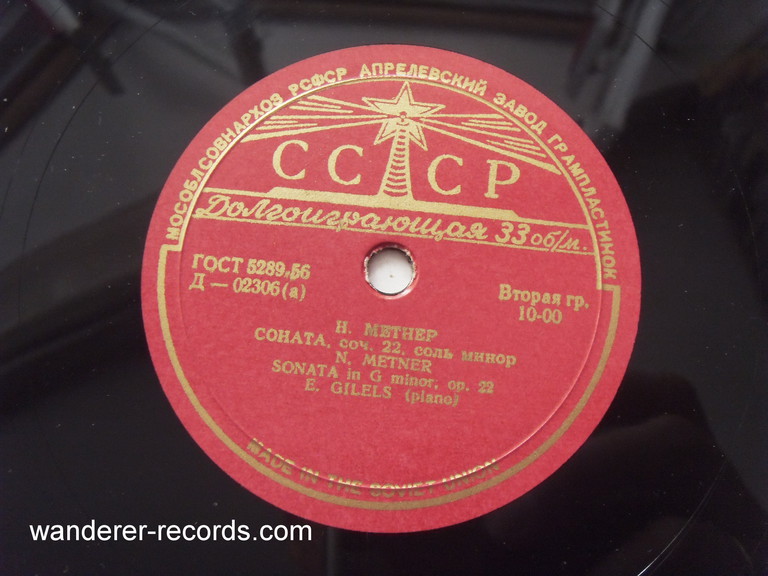 МОСОБЛСОВНАРХОЗ РСФСР АПРЕЛЕВСКИЙ ЗАВОД ГРАМПЛАСТИНОК
СССР
Долгоиграющая 33 об/м.
ГОСТ 5289-56
Д — 02306 (а)
Вторая гр.
10-00
Н. МЕТНЕР
СОНАТА, соч. 22, соль минор
N. METNER
SONATA in G minor, op. 22
E. GILELS (piano)
MADE IN THE SOVIET UNION
wanderer-records.com